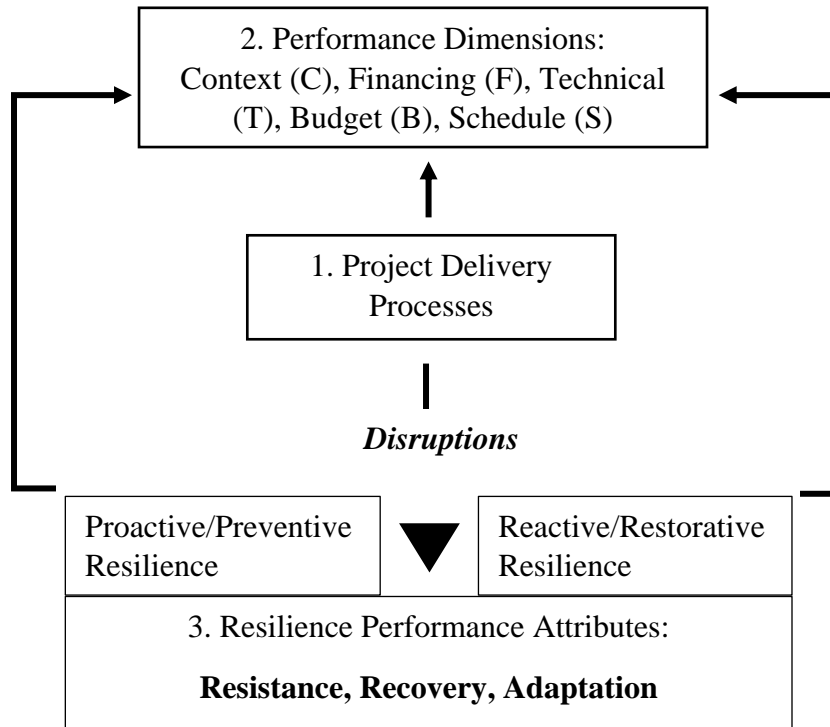 2. Performance Dimensions:
Context (C), Financing (F), Technical
(T), Budget (B), Schedule (S)
1. Project Delivery
Processes
Disruptions
Proactive/Preventive
Resilience
Reactive/Restorative
Resilience
3. Resilience Performance Attributes:
Resistance, Recovery, Adaptation